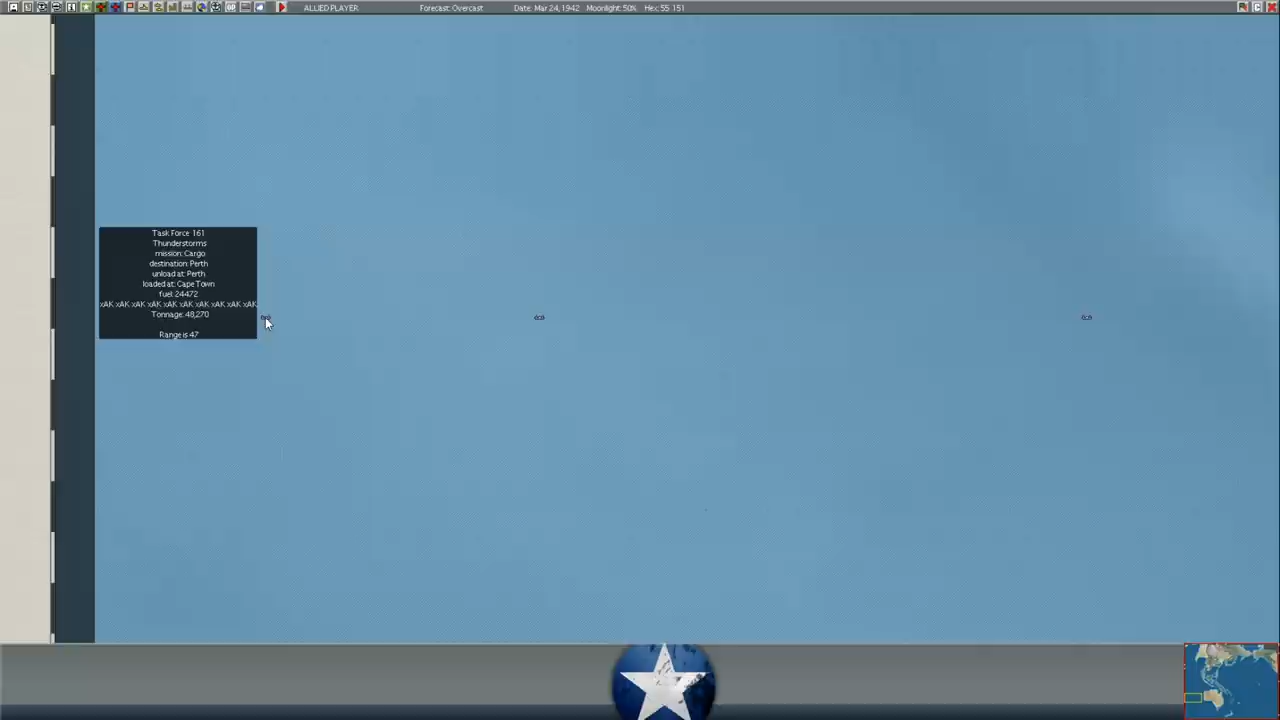 ALLIED PLAYER Forecast: Overcast Date: Mar 24, 1942 Moonlight: 50% Hex: 55 151
Task Force 161
Thunderstorms
mission: Cargo
destination: Perth
unload at: Perth
loaded at: Cape Town
fuel: 24472
xAK xAK xAK xAK xAK xAK xAK xAK xAK xAK
Tonnage: 48,270
Range is 47